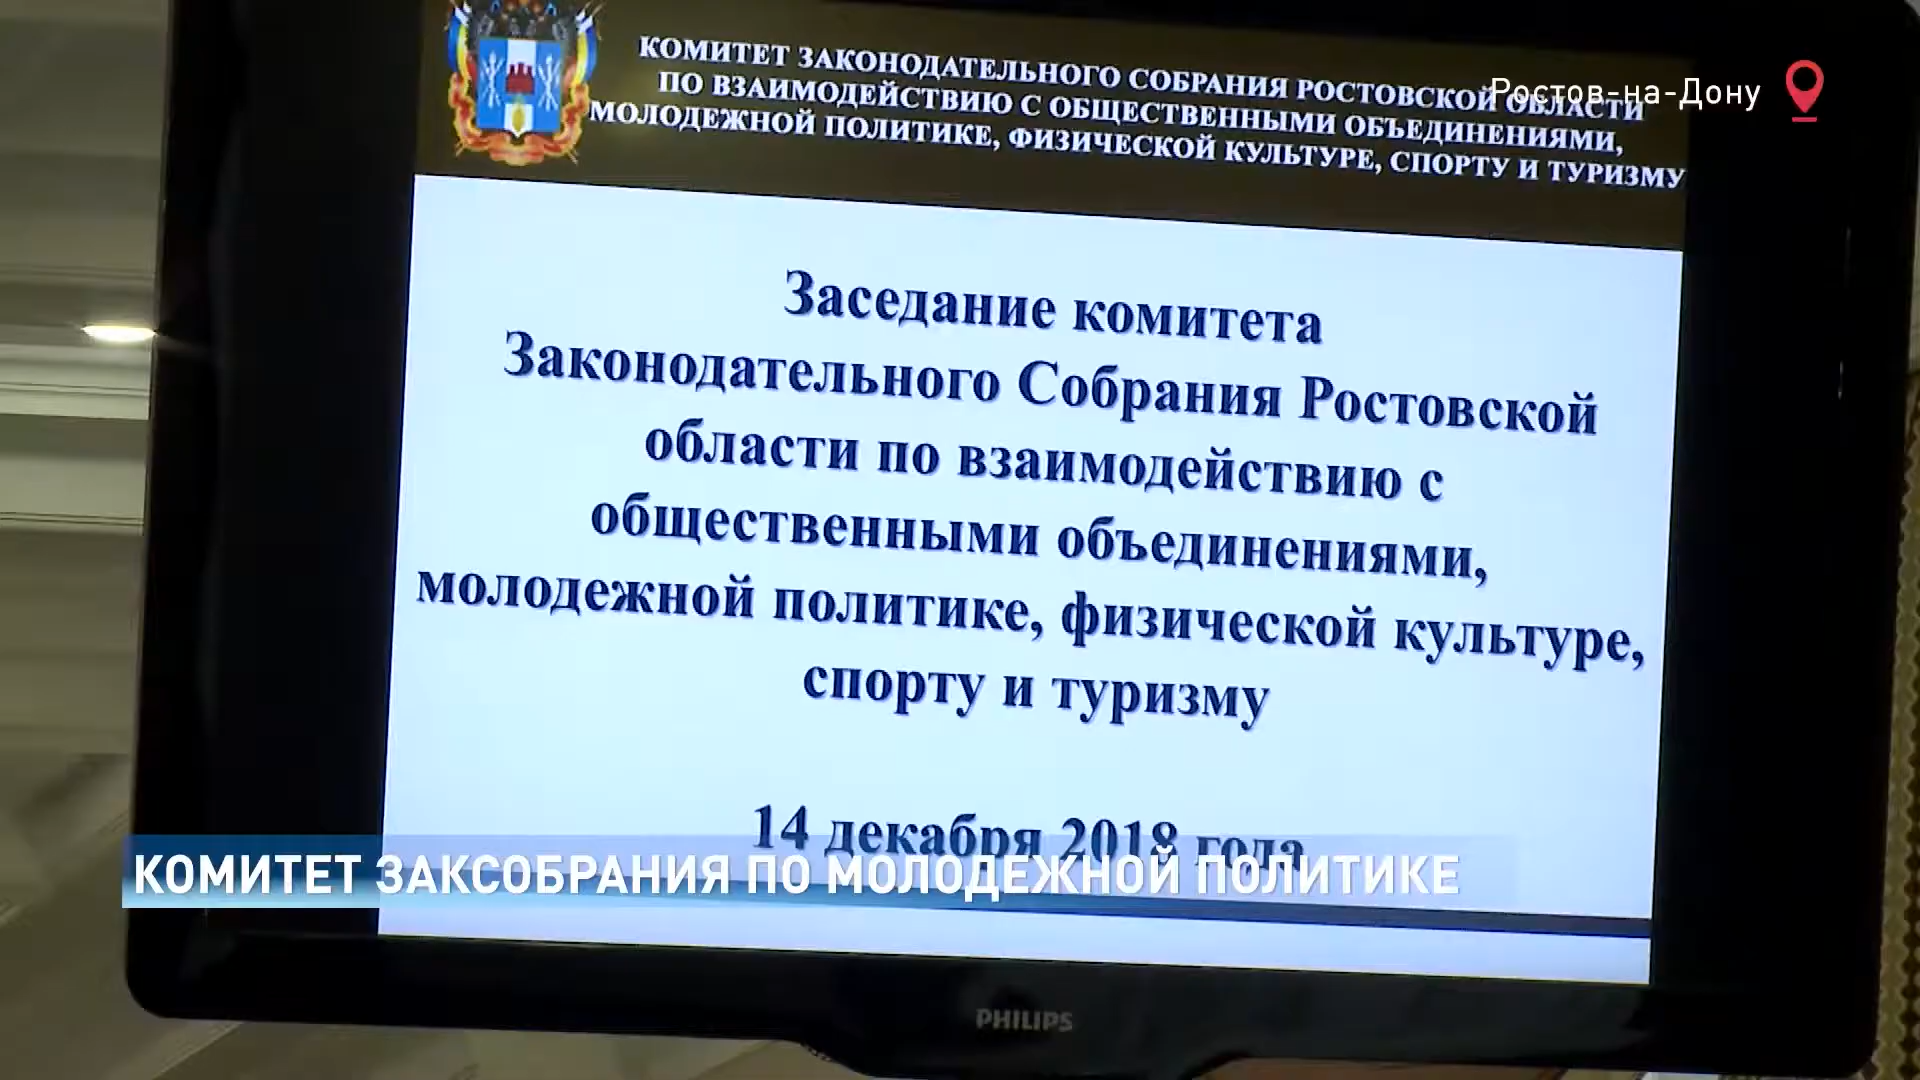 КОМИТЕТ ЗАКОНОДАТЕЛЬНОГО СОБРАНИЯ РОСТОВСКОЙ ОБЛАСТИ
ПО ВЗАИМОДЕЙСТВИЮ С ОБЩЕСТВЕННЫМИ ОБЪЕДИНЕНИЯМИ,
МОЛОДЕЖНОЙ ПОЛИТИКЕ, ФИЗИЧЕСКОЙ КУЛЬТУРЕ, СПОРТУ И ТУРИЗМУ
Ростов-на-Дону
Заседание комитета
Законодательного Собрания Ростовской
области по взаимодействию с
общественными объединениями,
молодежной политике, физической культуре,
спорту и туризму
14 декабря 2018 года
КОМИТЕТ ЗАКСОБРАНИЯ ПО МОЛОДЕЖНОЙ ПОЛИТИКЕ
PHILIPS